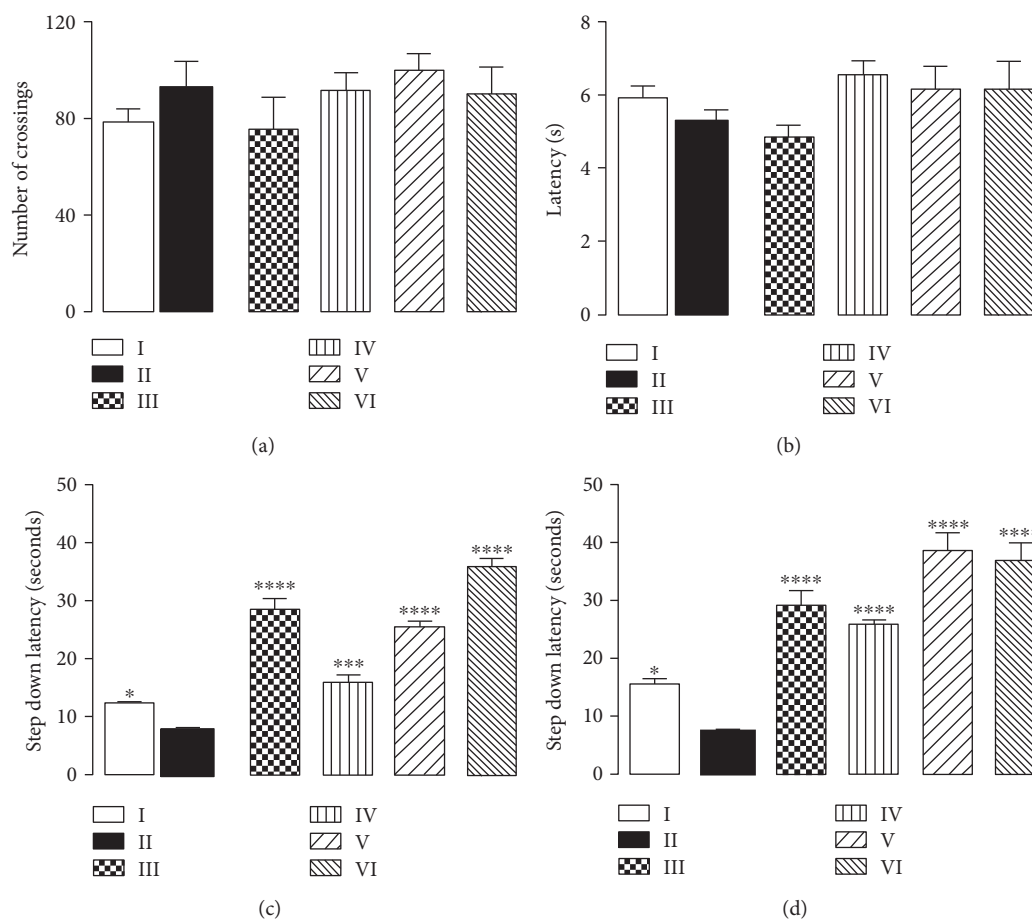 120
80
40
0
Number of crossings
I
II
III
IV
V
VI
(a)
8
6
4
2
0
Latency (s)
I
II
III
IV
V
VI
(b)
50
40
30
20
10
0
Step down latency (seconds)
*
****
***
****
****
I
II
III
IV
V
VI
(c)
50
40
30
20
10
0
Step down latency (seconds)
*
****
****
****
****
I
II
III
IV
V
VI
(d)